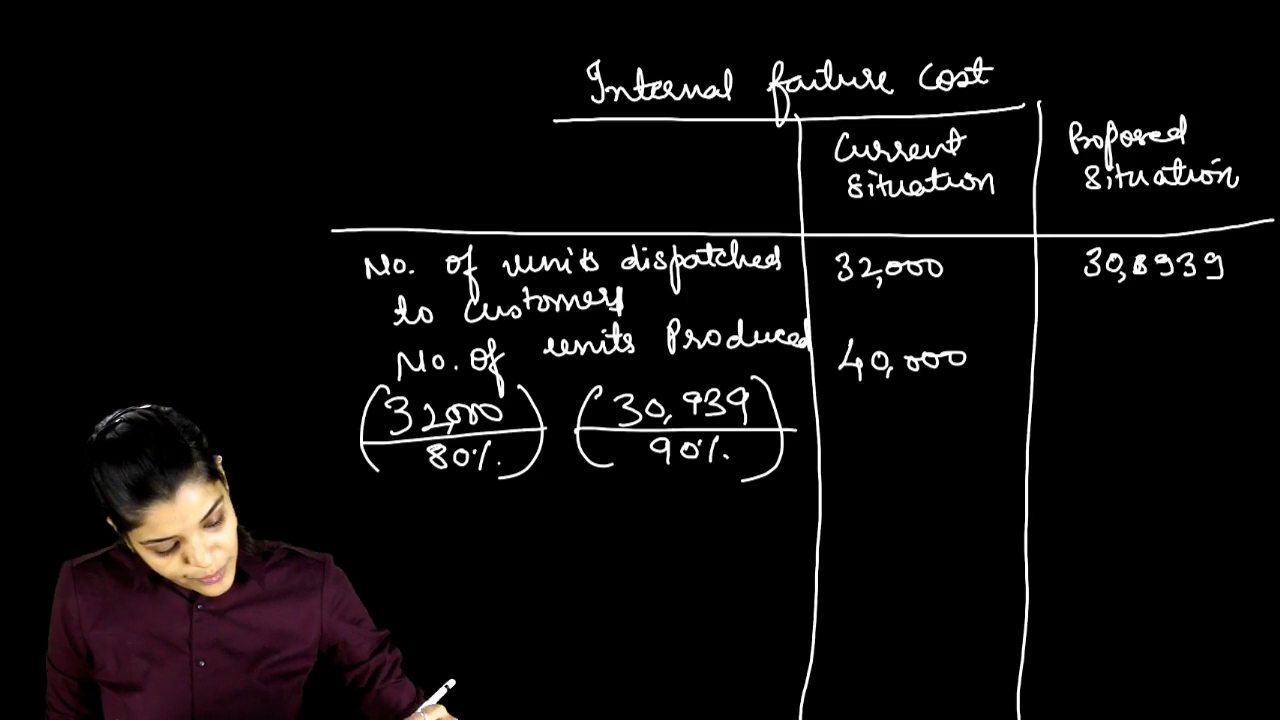 Internal failure cost
Current Situation
Proposed Situation
No. of units dispatched to customers 32,000 30,8939
No. of units Produced 40,000
(32,000 / 80%) (30,939 / 90%)